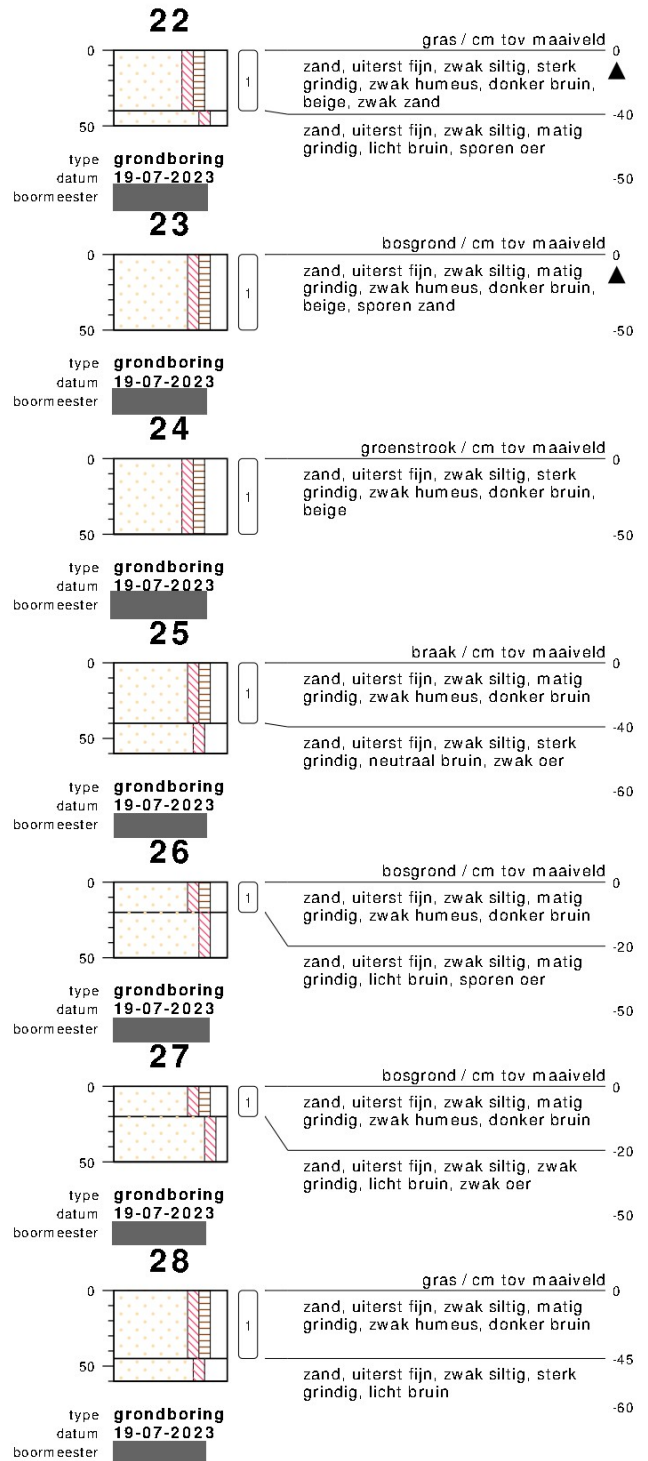 22
gras / cm tov maaiveld
0 1 0
zand, uiterst fijn, zwak siltig, sterk
grindig, zwak humeus, donker bruin,
beige, zwak zand
-40
zand, uiterst fijn, zwak siltig, matig
grindig, licht bruin, sporen oer
50
-50
type grondboring
datum 19-07-2023
boormeester
23
bosgrond / cm tov maaiveld
0 1 0
zand, uiterst fijn, zwak siltig, matig
grindig, zwak humeus, donker bruin,
beige, sporen zand
50 -50
type grondboring
datum 19-07-2023
boormeester
24
groenstrook / cm tov maaiveld
0 1 0
zand, uiterst fijn, zwak siltig, sterk
grindig, zwak humeus, donker bruin,
beige
50 -50
type grondboring
datum 19-07-2023
boormeester
25
braak / cm tov maaiveld
0 1 0
zand, uiterst fijn, zwak siltig, matig
grindig, zwak humeus, donker bruin
-40
zand, uiterst fijn, zwak siltig, sterk
grindig, neutraal bruin, zwak oer
50
-60
type grondboring
datum 19-07-2023
boormeester
26
bosgrond / cm tov maaiveld
0 1 0
zand, uiterst fijn, zwak siltig, matig
grindig, zwak humeus, donker bruin
-20
zand, uiterst fijn, zwak siltig, matig
grindig, licht bruin, sporen oer
50
-50
type grondboring
datum 19-07-2023
boormeester
27
bosgrond / cm tov maaiveld
0 1 0
zand, uiterst fijn, zwak siltig, matig
grindig, zwak humeus, donker bruin
-20
zand, uiterst fijn, zwak siltig, zwak
grindig, licht bruin, zwak oer
50
-50
type grondboring
datum 19-07-2023
boormeester
28
gras / cm tov maaiveld
0 1 0
zand, uiterst fijn, zwak siltig, matig
grindig, zwak humeus, donker bruin
-45
zand, uiterst fijn, zwak siltig, sterk
grindig, licht bruin
50
-60
type grondboring
datum 19-07-2023
boormeester